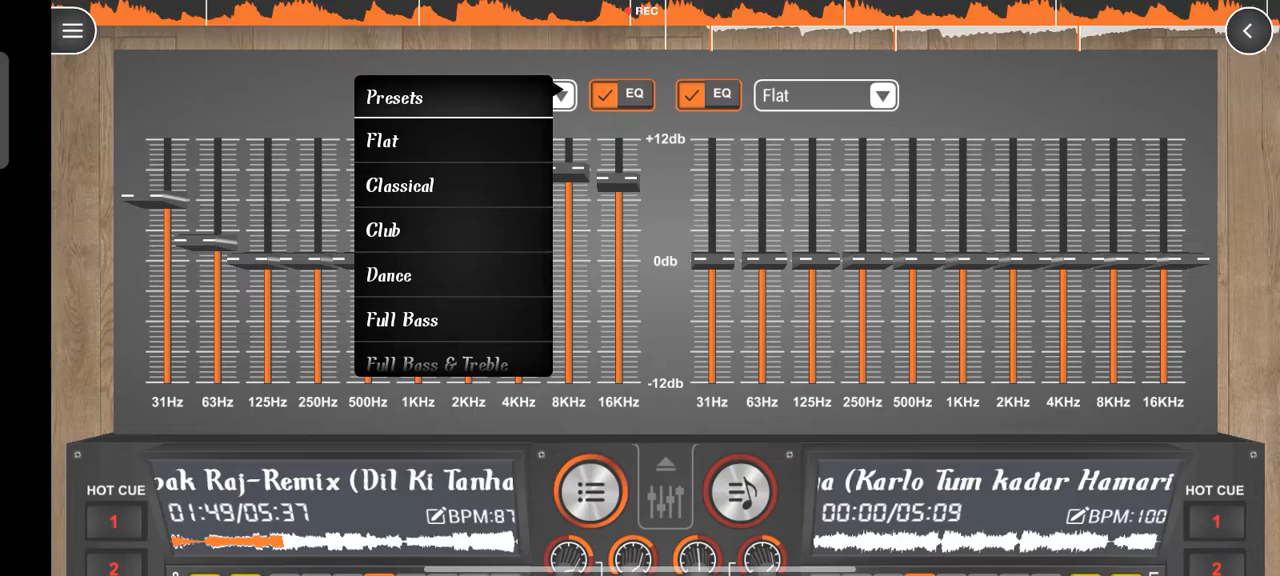 REC
Presets
EQ
EQ
Flat
Flat
Classical
Club
Dance
Full Bass
Full Bass & Treble
+12db
0db
-12db
31Hz 63Hz 125Hz 250Hz 500Hz 1KHz 2KHz 4KHz 8KHz 16KHz
31Hz 63Hz 125Hz 250Hz 500Hz 1KHz 2KHz 4KHz 8KHz 16KHz
HOT CUE
pak Raj-Remix (Dil Ki Tanha
01:49/05:37 BPM:87
1
2
a (Karlo Tum kadar Hamari
00:00/05:09 BPM:100
HOT CUE
1
2